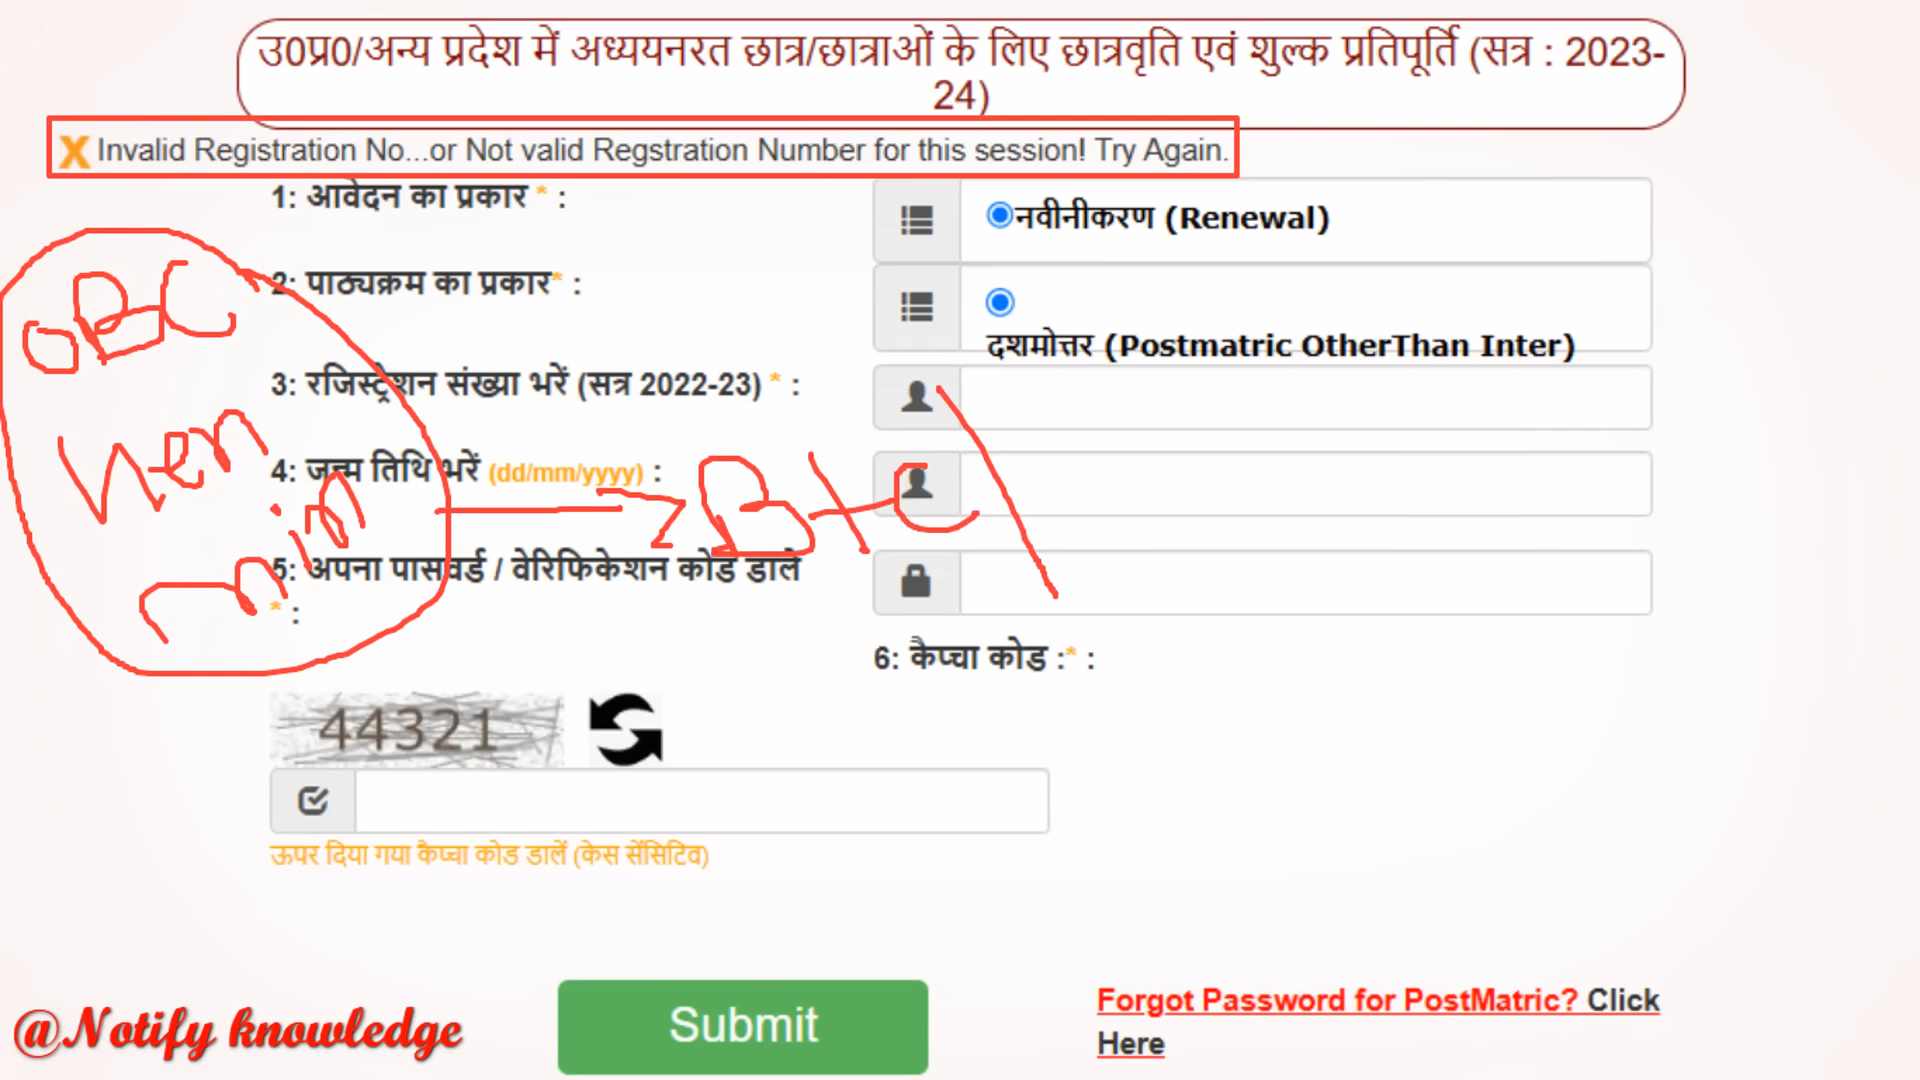 उ0प्र0/अन्य प्रदेश में अध्ययनरत छात्र/छात्राओं के लिए छात्रवृति एवं शुल्क प्रतिपूर्ति (सत्र : 2023-
24)
X Invalid Registration No...or Not valid Regstration Number for this session! Try Again.
1: आवेदन का प्रकार * :
नवीनीकरण (Renewal)
2: पाठ्यक्रम का प्रकार* :
दशमोत्तर (Postmatric OtherThan Inter)
3: रजिस्ट्रेशन संख्या भरें (सत्र 2022-23) * :
4: जन्म तिथि भरें (dd/mm/yyyy) :
5: अपना पासवर्ड / वेरिफिकेशन कोड डालें
* :
OBC
min
6: कैप्चा कोड :* :
44321
ऊपर दिया गया कैप्चा कोड डालें (केस सेंसिटिव)
Submit
Forgot Password for PostMatric? Click
Here
@Notify knowledge